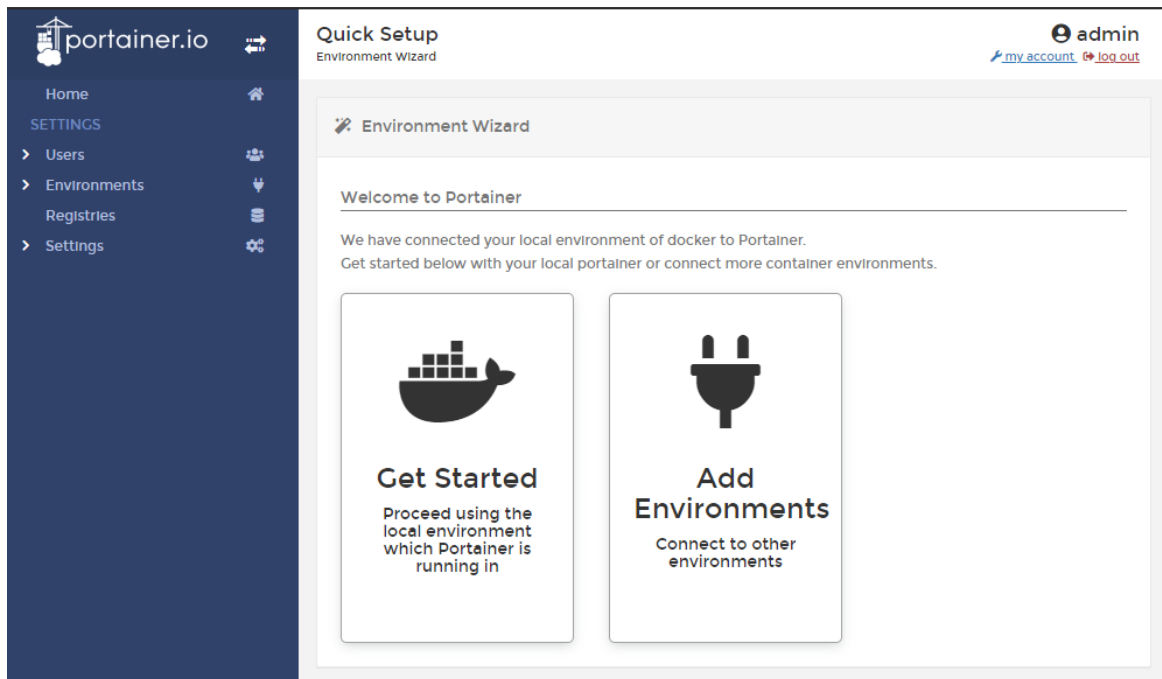 portainer.io
Home
SETTINGS
Users
Environments
Registries
Settings
Quick Setup
Environment Wizard
admin
my account log out
Environment Wizard
Welcome to Portainer
We have connected your local environment of docker to Portainer.
Get started below with your local portainer or connect more container environments.
Get Started
Proceed using the
local environment
which Portainer is
running in
Add
Environments
Connect to other
environments